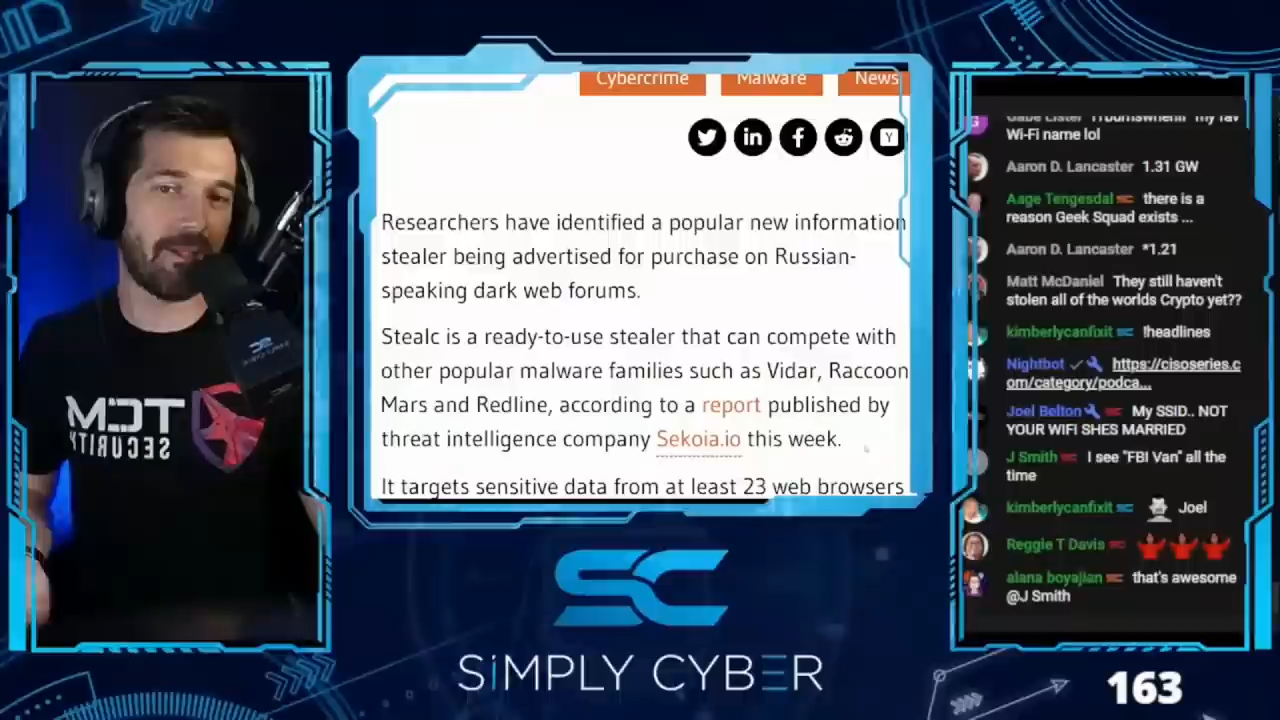 MCT
SECURITY
Cybercrime
Malware
News
Y
Researchers have identified a popular new information
stealer being advertised for purchase on Russian-
speaking dark web forums.
Stealc is a ready-to-use stealer that can compete with
other popular malware families such as Vidar, Raccoon
Mars and Redline, according to a report published by
threat intelligence company Sekoia.io this week.
It targets sensitive data from at least 23 web browsers
SC
SiMPLY CYBER
my fav
Wi-Fi name lol
Aaron D. Lancaster 1.31 GW
Aage Tengesdal there is a
reason Geek Squad exists ...
Aaron D. Lancaster *1.21
Matt McDaniel They still haven't
stolen all of the worlds Crypto yet??
kimberlycanfixit !headlines
Nightbot https://cisoseries.c
om/category/podca...
Joel Belton My SSID.. NOT
YOUR WIFI SHES MARRIED
J Smith I see "FBI Van" all the
time
kimberlycanfixit Joel
Reggie T Davis
alana boyajian that's awesome
@J Smith
163